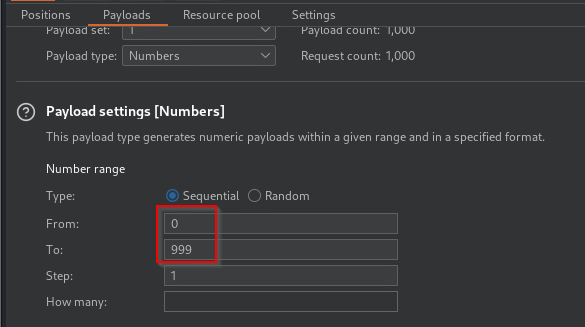 Positions Payloads Resource pool Settings
Payload set: 1 Payload count: 1,000
Payload type: Numbers Request count: 1,000
? Payload settings [Numbers]
This payload type generates numeric payloads within a given range and in a specified format.
Number range
Type: Sequential Random
From: 0
To: 999
Step: 1
How many: